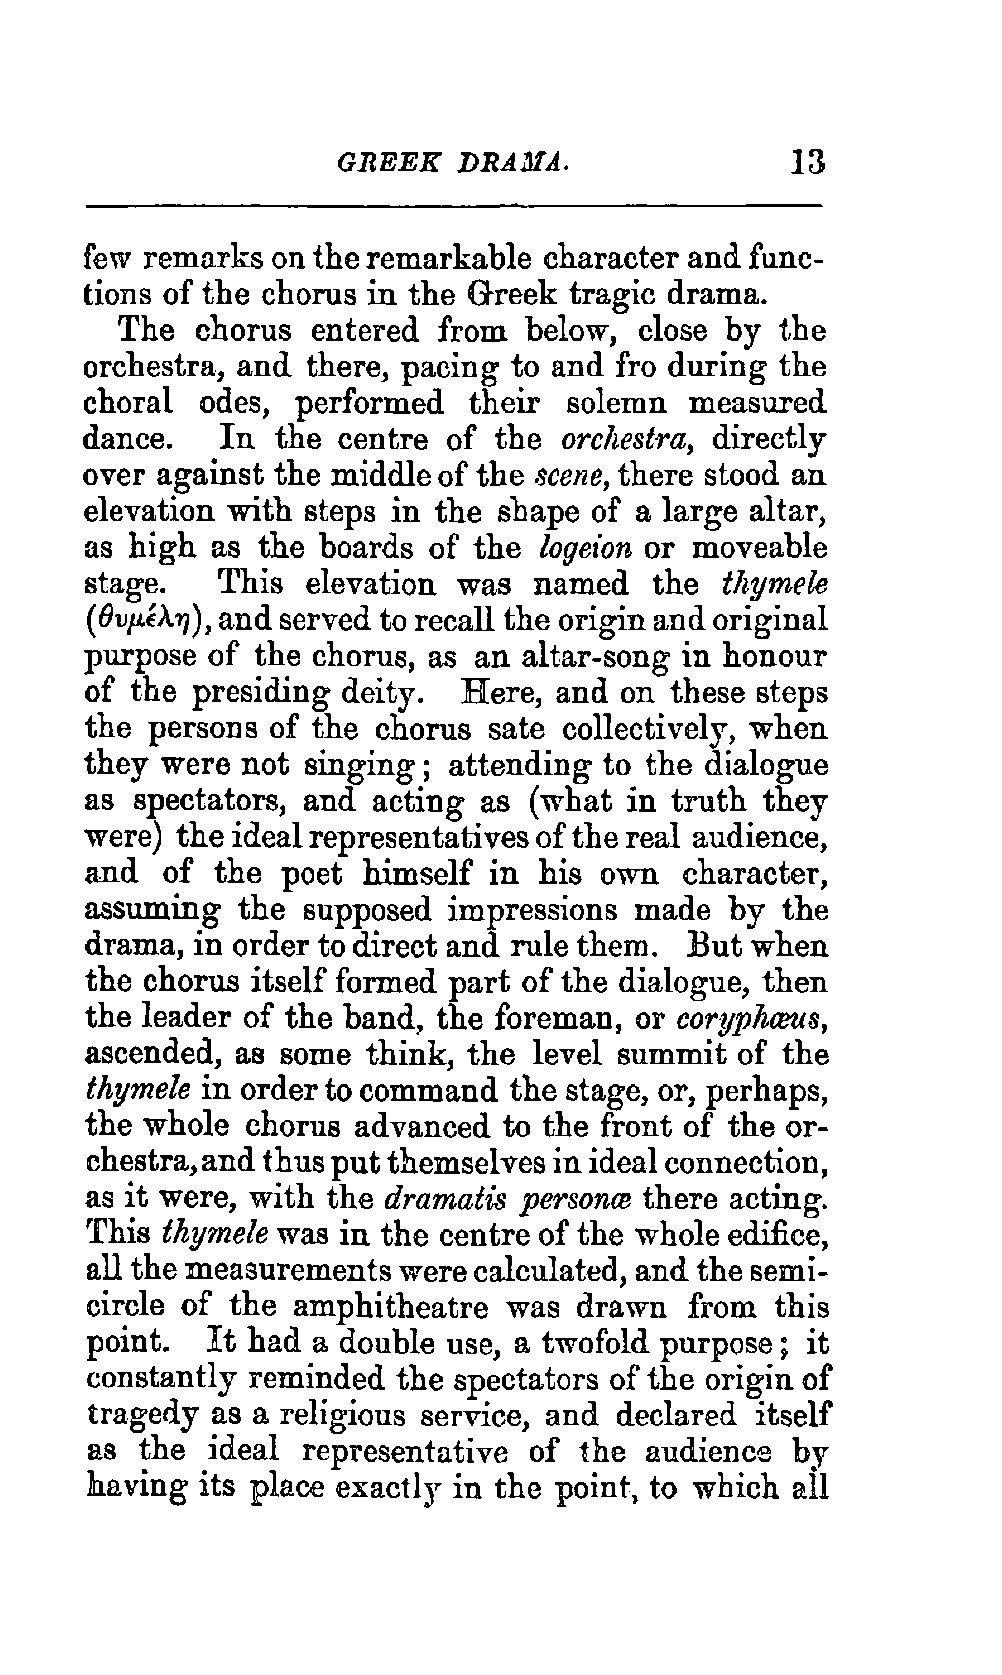 GREEK DRAMA. 13
few remarks on the remarkable character and func-
tions of the chorus in the Greek tragic drama.
The chorus entered from below, close by the
orchestra, and there, pacing to and fro during the
choral odes, performed their solemn measured
dance. In the centre of the orchestra, directly
over against the middle of the scene, there stood an
elevation with steps in the shape of a large altar,
as high as the boards of the logeion or moveable
stage. This elevation was named the thymele
(θυμέλη), and served to recall the origin and original
purpose of the chorus, as an altar-song in honour
of the presiding deity. Here, and on these steps
the persons of the chorus sate collectively, when
they were not singing; attending to the dialogue
as spectators, and acting as (what in truth they
were) the ideal representatives of the real audience,
and of the poet himself in his own character,
assuming the supposed impressions made by the
drama, in order to direct and rule them. But when
the chorus itself formed part of the dialogue, then
the leader of the band, the foreman, or coryphœus,
ascended, as some think, the level summit of the
thymele in order to command the stage, or, perhaps,
the whole chorus advanced to the front of the or-
chestra, and thus put themselves in ideal connection,
as it were, with the dramatis personœ there acting.
This thymele was in the centre of the whole edifice,
all the measurements were calculated, and the semi-
circle of the amphitheatre was drawn from this
point. It had a double use, a twofold purpose; it
constantly reminded the spectators of the origin of
tragedy as a religious service, and declared itself
as the ideal representative of the audience by
having its place exactly in the point, to which all